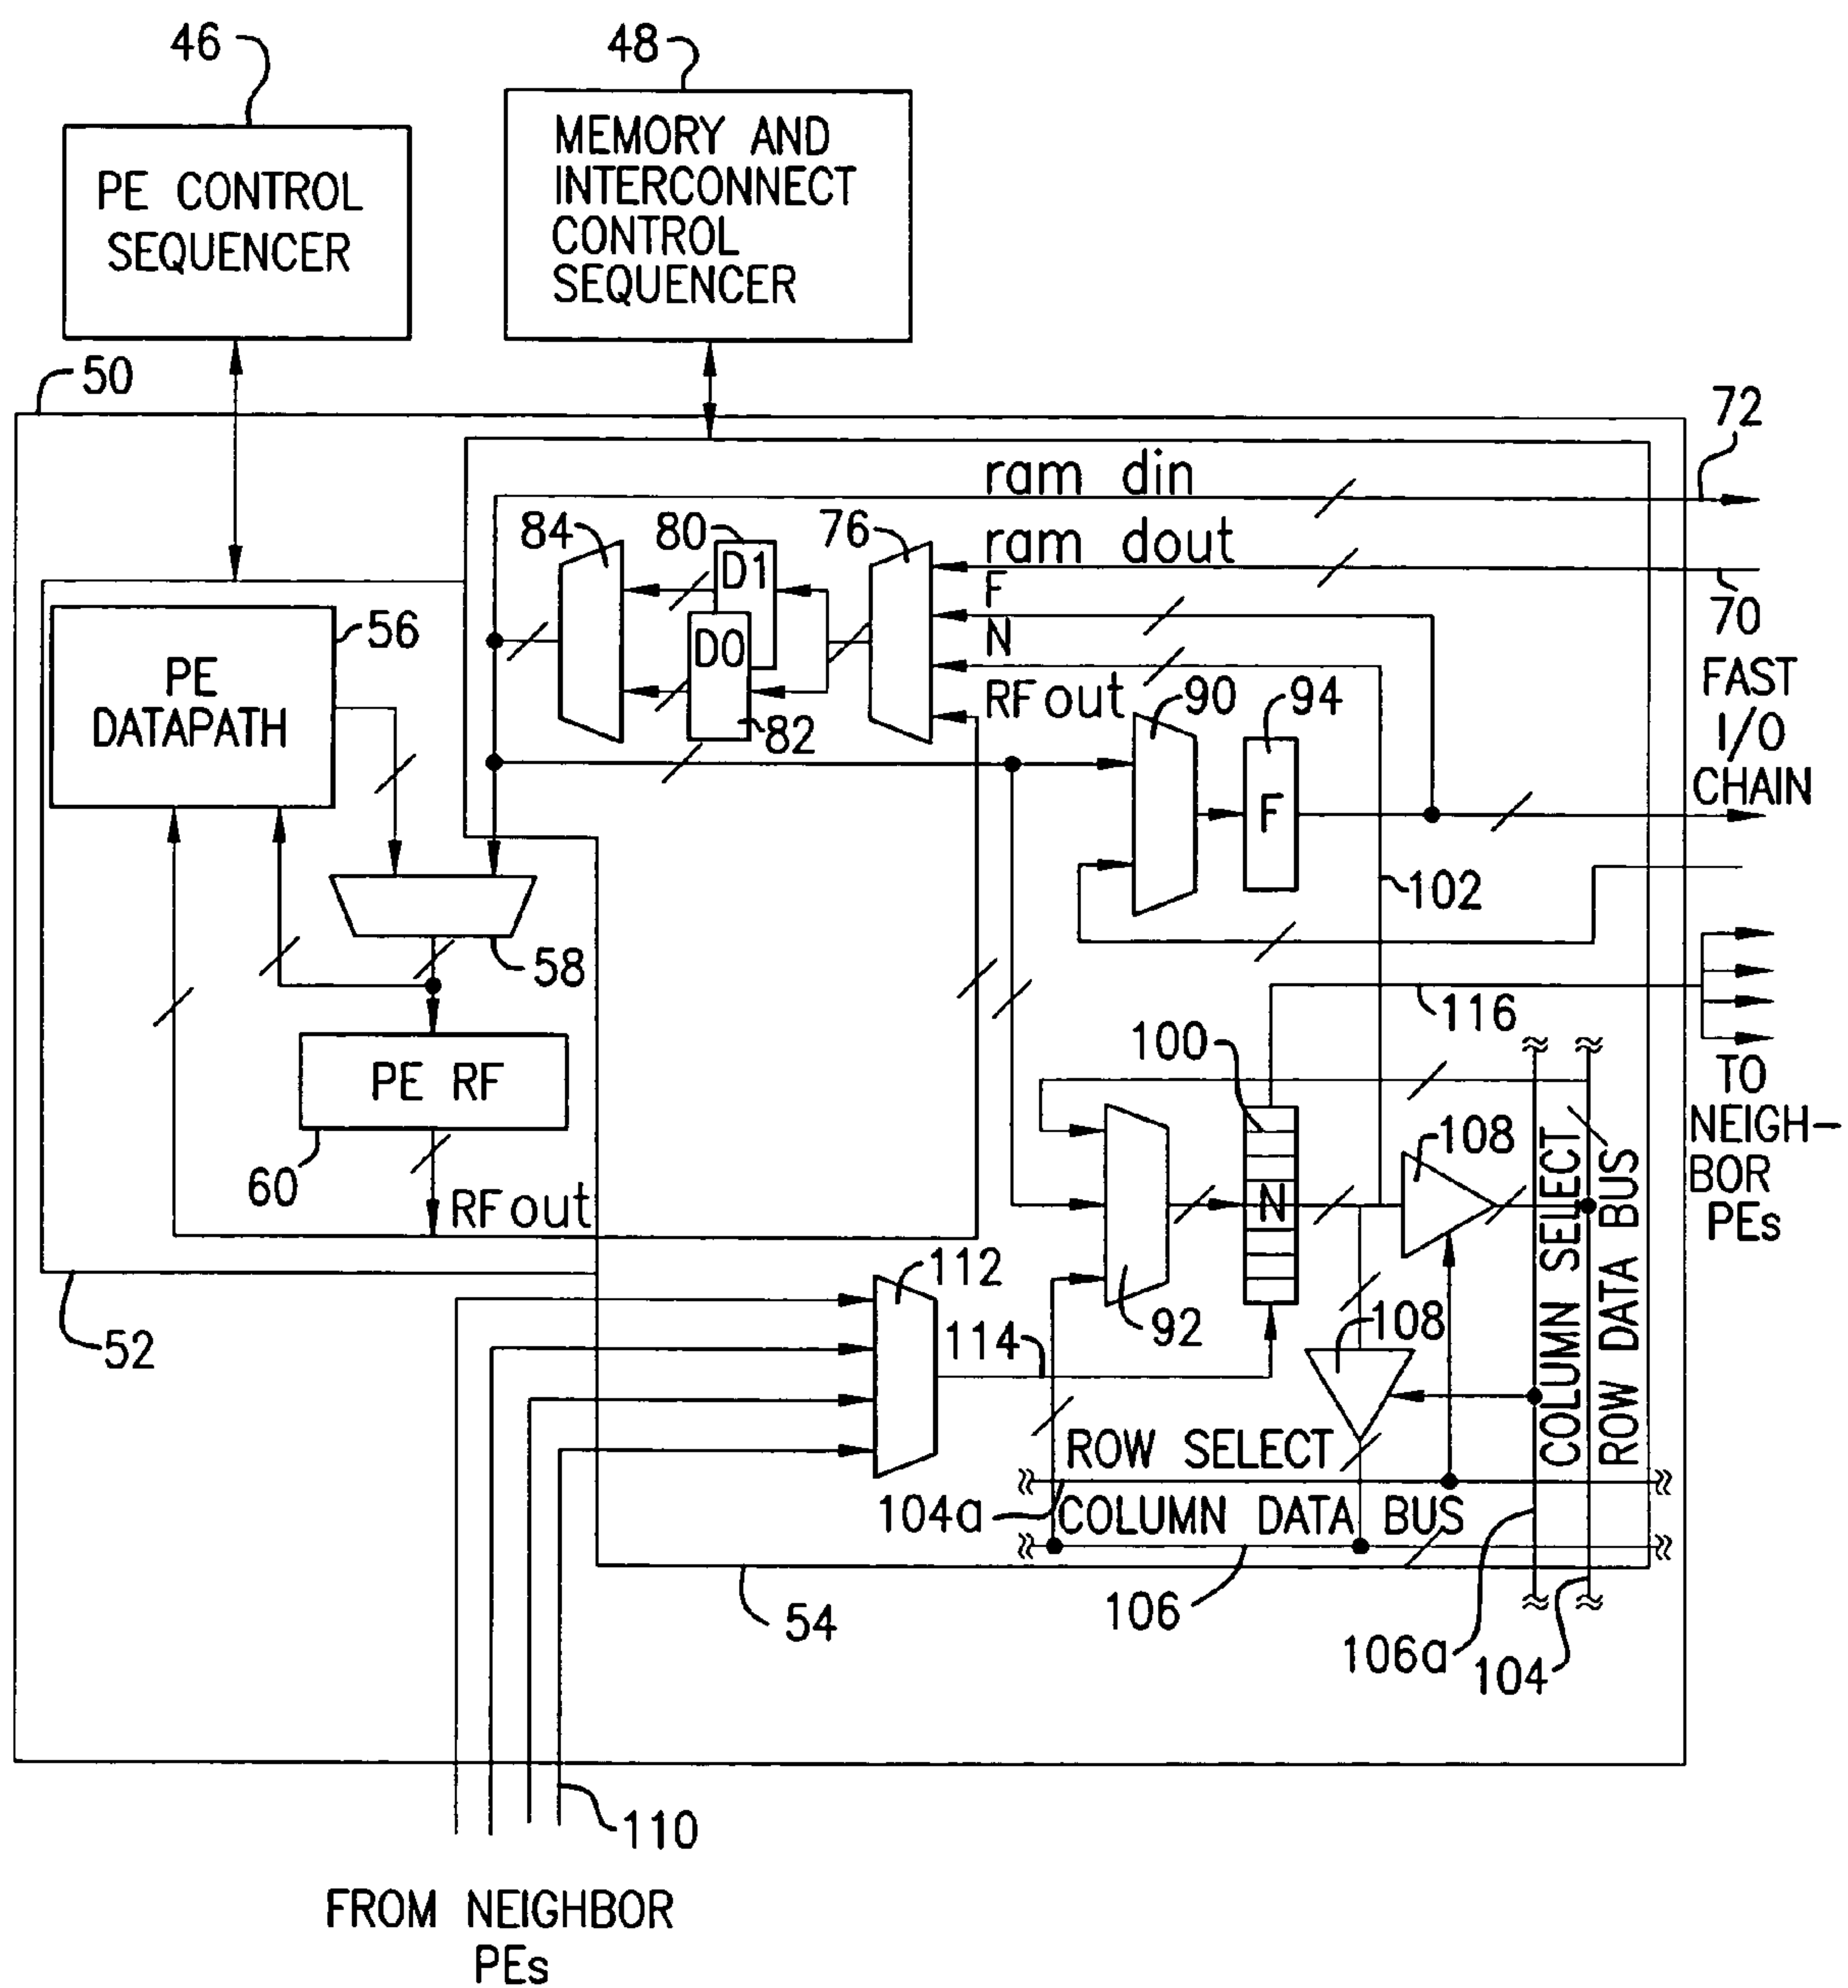 46
48
PE CONTROL
SEQUENCER
MEMORY AND
INTERCONNECT
CONTROL
SEQUENCER
50
72
ram din
84
80
76
ram dout
D1
F
70
56
D0
N
FAST
I/O
CHAIN
PE
DATAPATH
82
RFout
90
94
F
102
58
116
100
PE RF
TO
NEIGH-
BOR
PEs
108
60
RFout
N
COLUMN SELECT
ROW DATA BUS
112
52
92
108
114
ROW SELECT
104a
COLUMN DATA BUS
54
106
106a
104
110
FROM NEIGHBOR
PEs